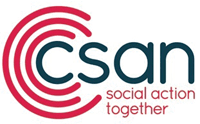 csan
social action
together